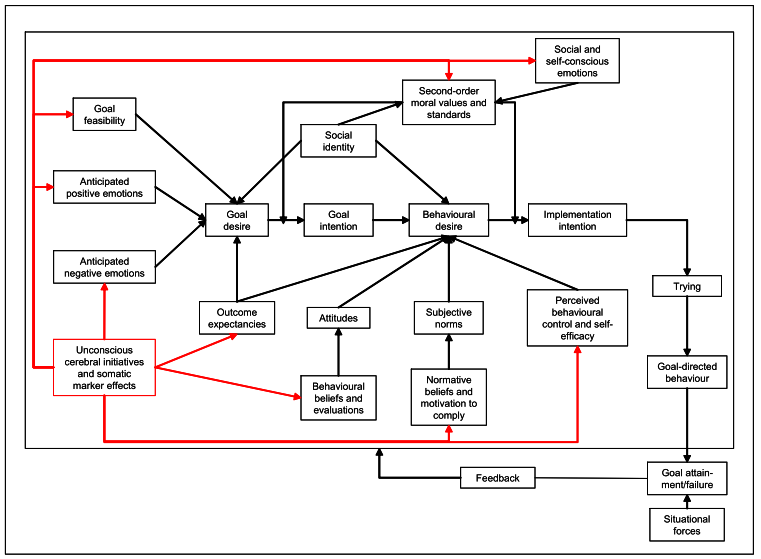 Social and
self-conscious
emotions
Second-order
moral values and
standards
Goal
feasibility
Social
identity
Anticipated
positive emotions
Goal
desire
Goal
intention
Behavioural
desire
Implementation
intention
Anticipated
negative emotions
Trying
Outcome
expectancies
Attitudes
Subjective
norms
Perceived
behavioural
control and self-
efficacy
Unconscious
cerebral initiatives
and somatic
marker effects
Behavioural
beliefs and
evaluations
Normative
beliefs and
motivation to
comply
Goal-directed
behaviour
Feedback
Goal attain-
ment/failure
Situational
forces